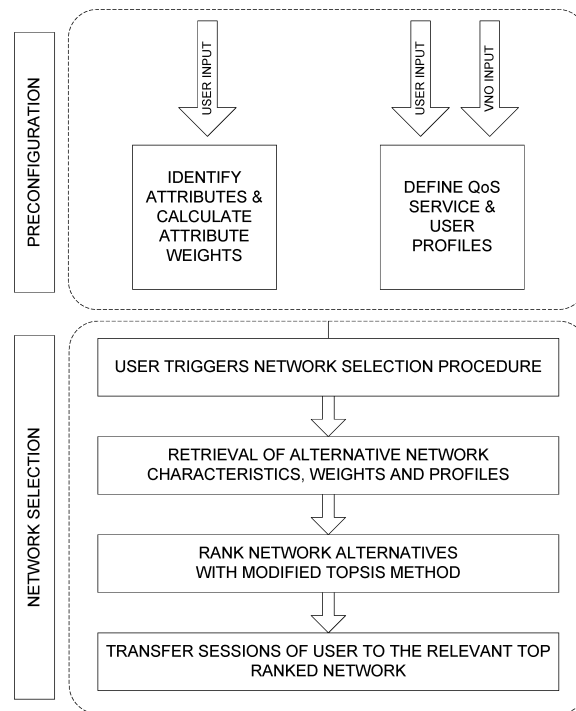 PRECONFIGURATION
USER INPUT
USER INPUT
VNO INPUT
IDENTIFY
ATTRIBUTES &
CALCULATE
ATTRIBUTE
WEIGHTS
DEFINE QoS
SERVICE &
USER
PROFILES
NETWORK SELECTION
USER TRIGGERS NETWORK SELECTION PROCEDURE
RETRIEVAL OF ALTERNATIVE NETWORK
CHARACTERISTICS, WEIGHTS AND PROFILES
RANK NETWORK ALTERNATIVES
WITH MODIFIED TOPSIS METHOD
TRANSFER SESSIONS OF USER TO THE RELEVANT TOP
RANKED NETWORK